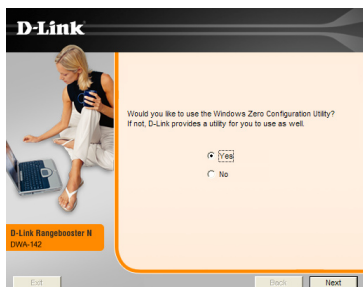 D-Link
Would you like to use the Windows Zero Configuration Utility?
If not, D-Link provides a utility for you to use as well.
Yes
No
D-Link Rangebooster N
DWA-142
Exit
Back
Next